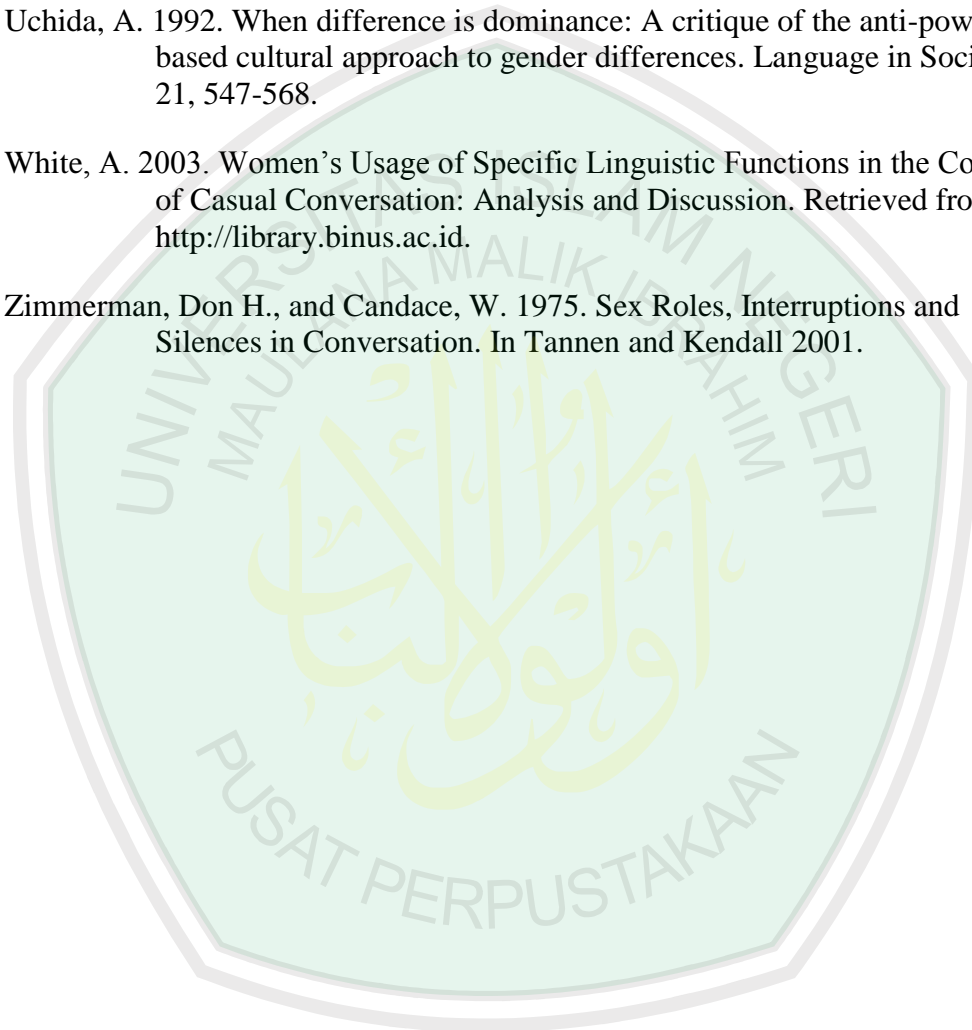 Uchida, A. 1992. When difference is dominance: A critique of the anti-pow
based cultural approach to gender differences. Language in Soci
21, 547-568.
White, A. 2003. Women’s Usage of Specific Linguistic Functions in the Co
of Casual Conversation: Analysis and Discussion. Retrieved fro
http://library.binus.ac.id.
Zimmerman, Don H., and Candace, W. 1975. Sex Roles, Interruptions and
Silences in Conversation. In Tannen and Kendall 2001.
UNIVERSITAS ISLAM NEGERI
MAULANA MALIK IBRAHIM
PUSAT PERPUSTAKAAN